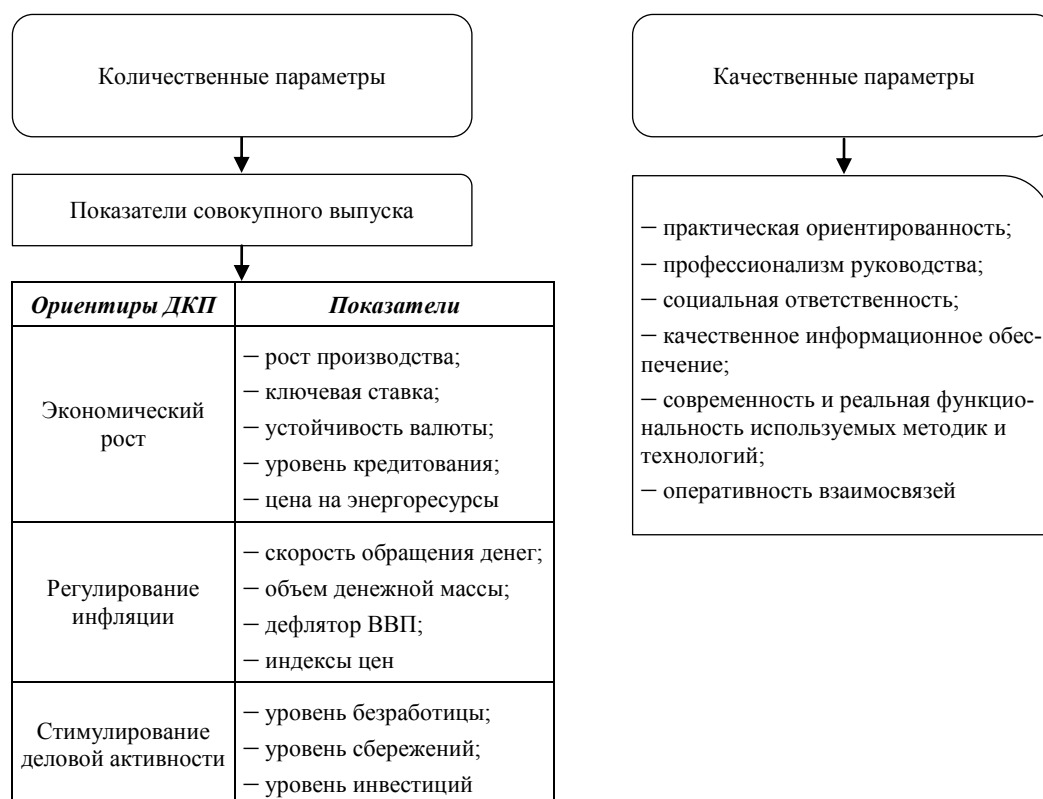 Количественные параметры
Показатели совокупного выпуска
Ориентиры ДКП
Показатели
Экономический
рост
– рост производства;
– ключевая ставка;
– устойчивость валюты;
– уровень кредитования;
– цена на энергоресурсы
Регулирование
инфляции
– скорость обращения денег;
– объем денежной массы;
– дефлятор ВВП;
– индексы цен
Стимулирование
деловой активности
– уровень безработицы;
– уровень сбережений;
– уровень инвестиций
Качественные параметры
– практическая ориентированность;
– профессионализм руководства;
– социальная ответственность;
– качественное информационное обес-
печение;
– современность и реальная функцио-
нальность используемых методик и
технологий;
– оперативность взаимосвязей